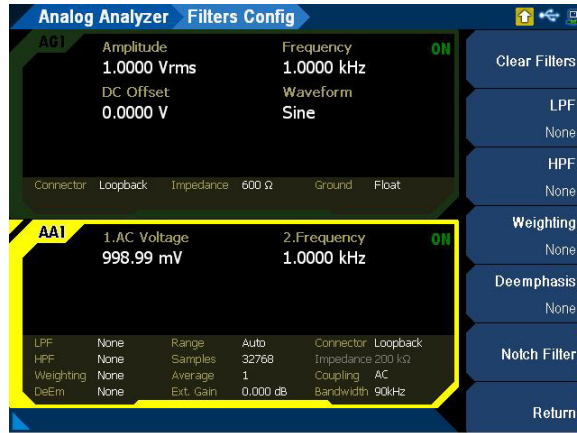 Analog Analyzer Filters Config
AG1
Amplitude Frequency ON
1.0000 Vrms 1.0000 kHz
DC Offset Waveform
0.0000 V Sine
Connector Loopback Impedance 600 Ω Ground Float
AA1
1.AC Voltage 2.Frequency ON
998.99 mV 1.0000 kHz
LPF None Range Auto Connector Loopback
HPF None Samples 32768 Impedance 200 kΩ
Weighting None Average 1 Coupling AC
DeEm None Ext. Gain 0.000 dB Bandwidth 90kHz
Clear Filters
LPF
None
HPF
None
Weighting
None
Deemphasis
None
Notch Filter
Return